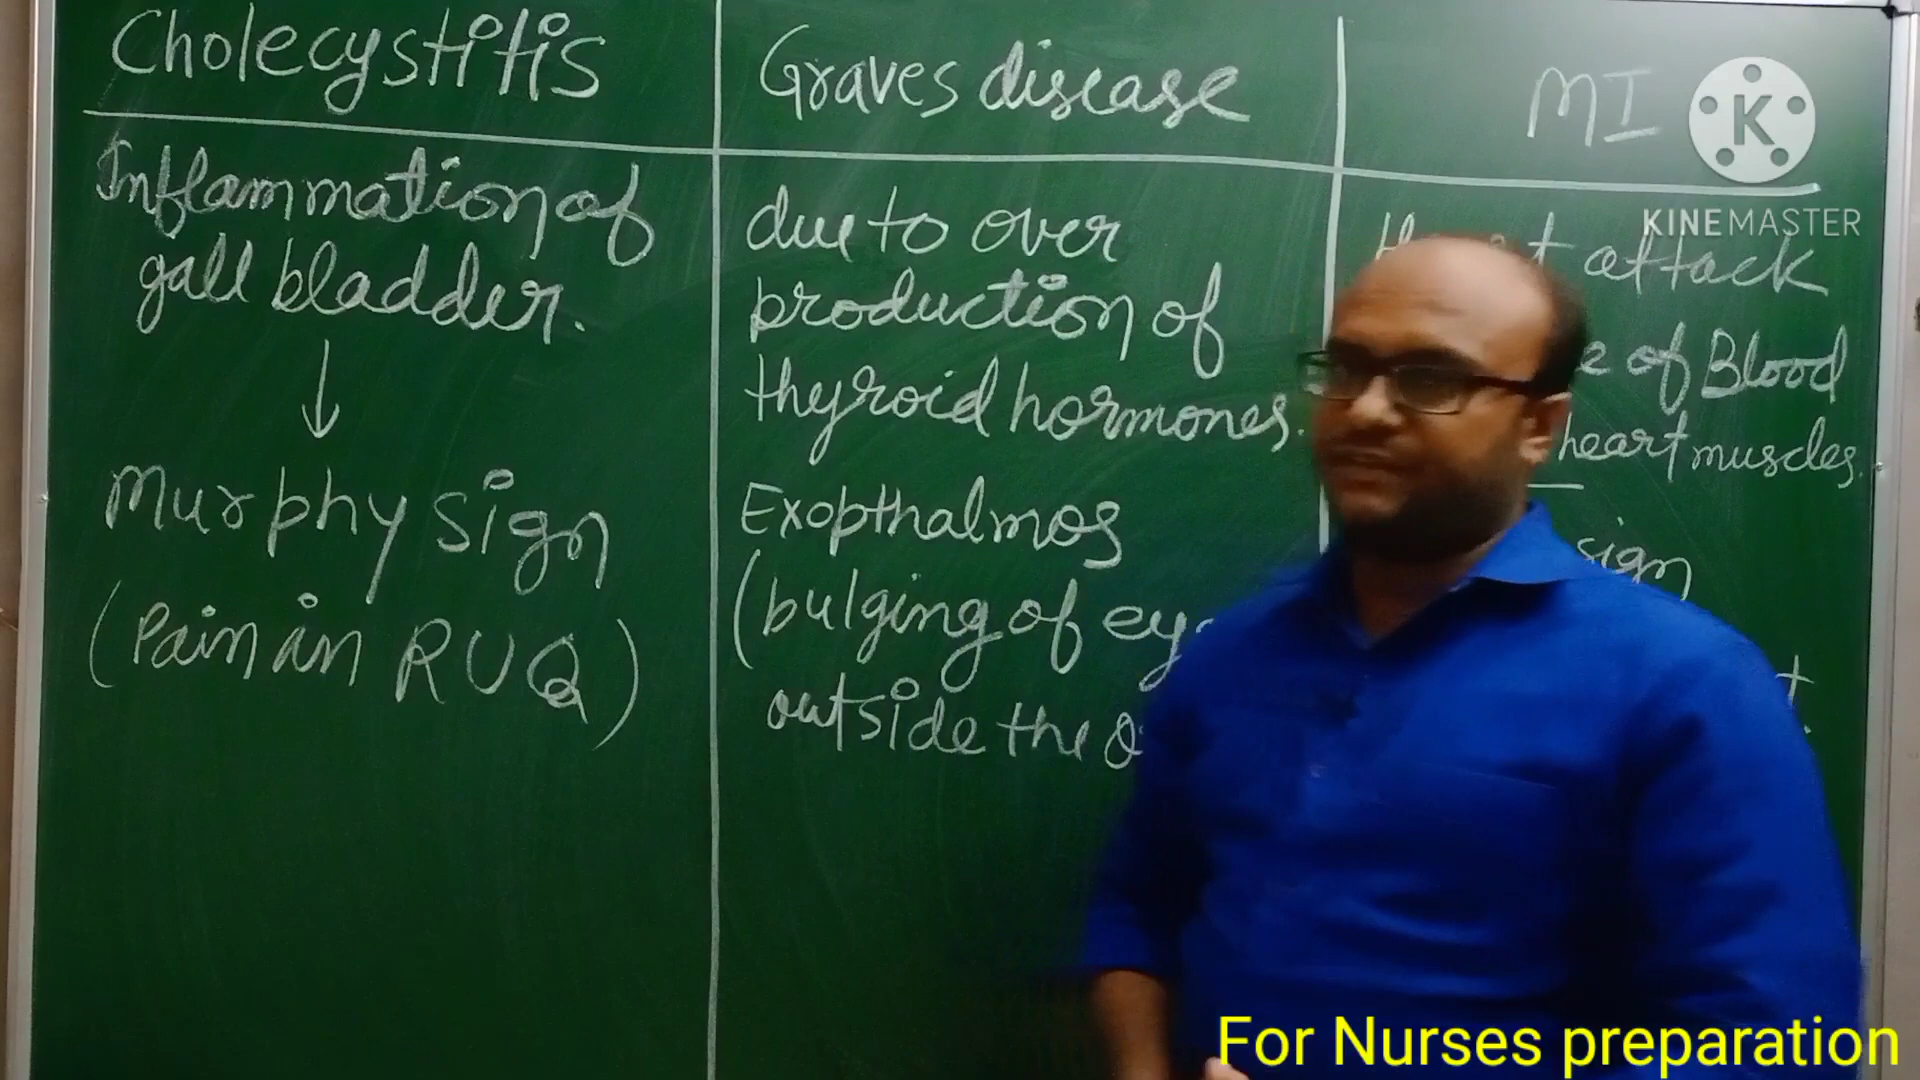 Cholecystitis
Inflammation of
gall bladder.
↓
Murphy sign
(Pain in RUQ)
Graves disease
due to over
production of
thyroid hormones.
Exopthalmos
(bulging of
outside the
MI
attack
of Blood
heart muscles.
sign
K
KINEMASTER
For Nurses preparation